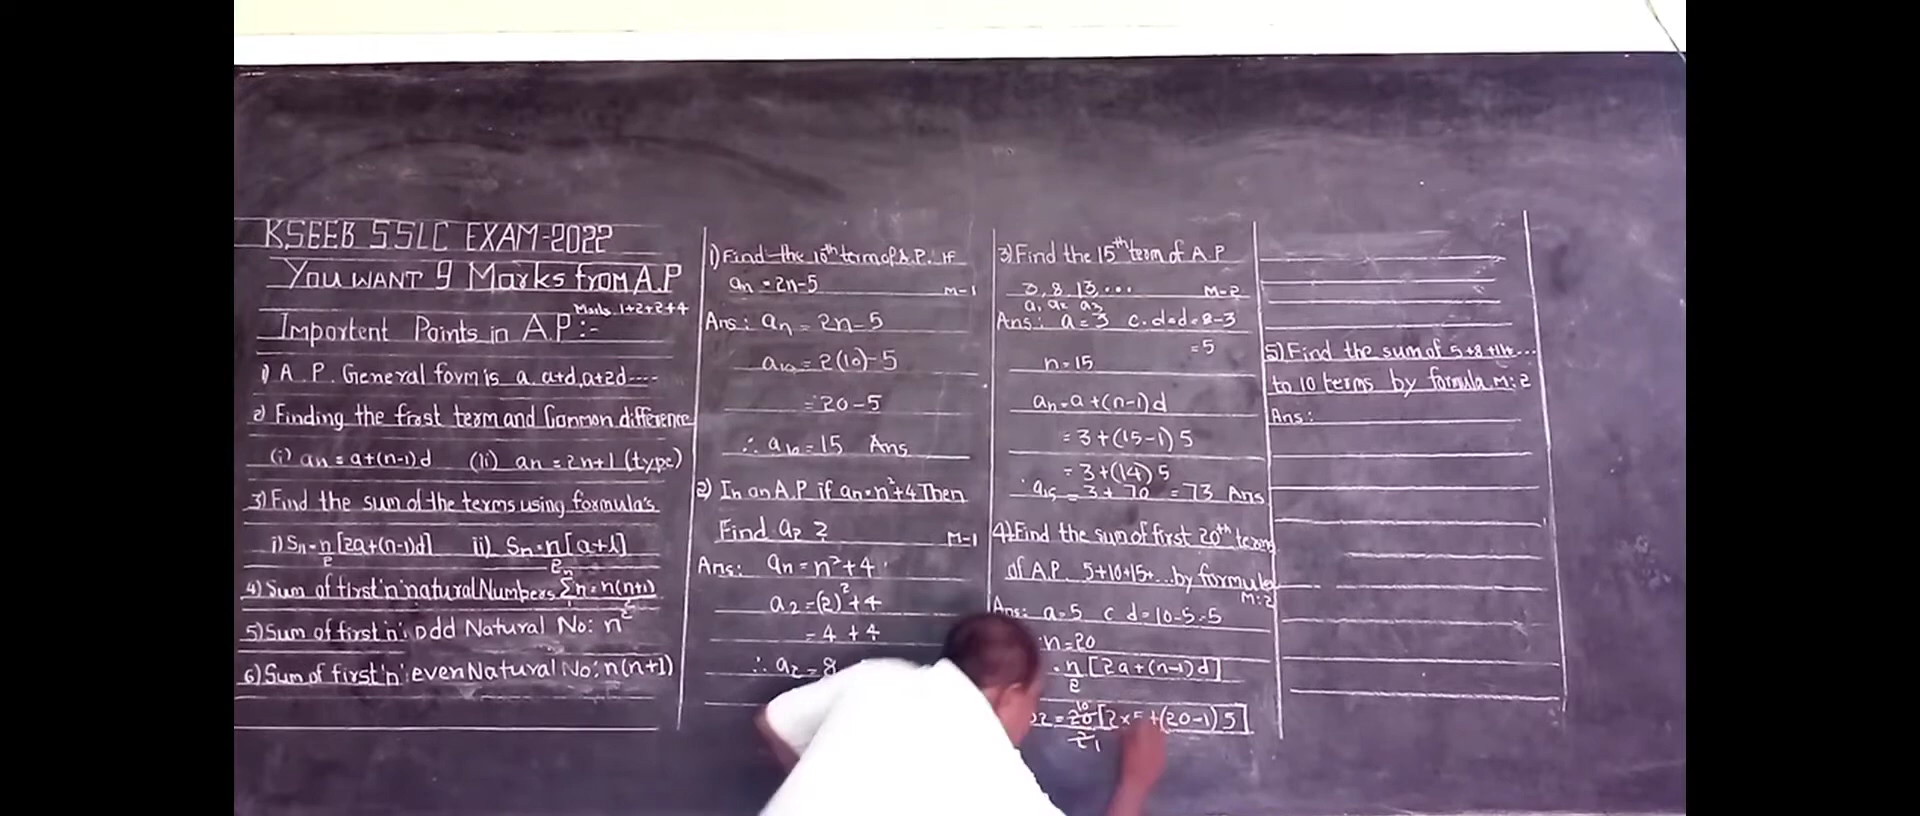 KSEEB SSLC EXAM-2022
YOU WANT 9 Marks from A.P
Marks 1+2+2+4
Importent Points in A.P:-
1) A.P. General form is a, a+d, a+2d----
2) Finding the frost term and Common difference
(i) an = a+(n-1)d (ii) an = 2n+1 (type)
3) Find the sum of the terms using formula's
i) Sn = n/2 [2a+(n-1)d] ii) Sn = n/2 [a+l]
4) Sum of first 'n' natural Numbers Σn = n(n+1)/2
5) Sum of first 'n' odd Natural No: n²
6) Sum of first 'n' even Natural No: n(n+1)
1) Find the 10th term of A.P. if
an = 2n-5 M-1
Ans: an = 2n-5
a10 = 2(10)-5
= 20-5
∴ a10 = 15 Ans
2) In an A.P if an = n²+4 Then
Find a2 ? M-1
Ans: an = n²+4
a2 = (2)²+4
= 4+4
∴ a2 = 8
3) Find the 15th term of A.P
3, 8, 13, ... M-2
a1 a2 a3
Ans: a=3 c.d=d=8-3
=5
n=15
an = a+(n-1)d
= 3+(15-1)5
= 3+(14)5
a15 = 3+70 = 73 Ans
4) Find the sum of first 20th terms
of A.P. 5+10+15+... by formula
M:2
Ans: a=5 c d=10-5=5
n=20
= n/2 [2a+(n-1)d]
= 20/2 [2×5+(20-1)5]
5) Find the sum of 5+8+11+...
to 10 terms by formula M:2
Ans: